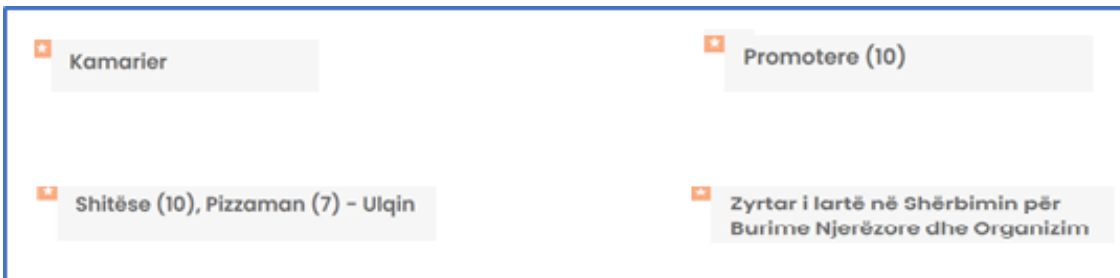 Kamarier
Promotere (10)
Shitëse (10), Pizzaman (7) - Ulqin
Zyrtar i lartë në Shërbimin për
Burime Njerëzore dhe Organizim